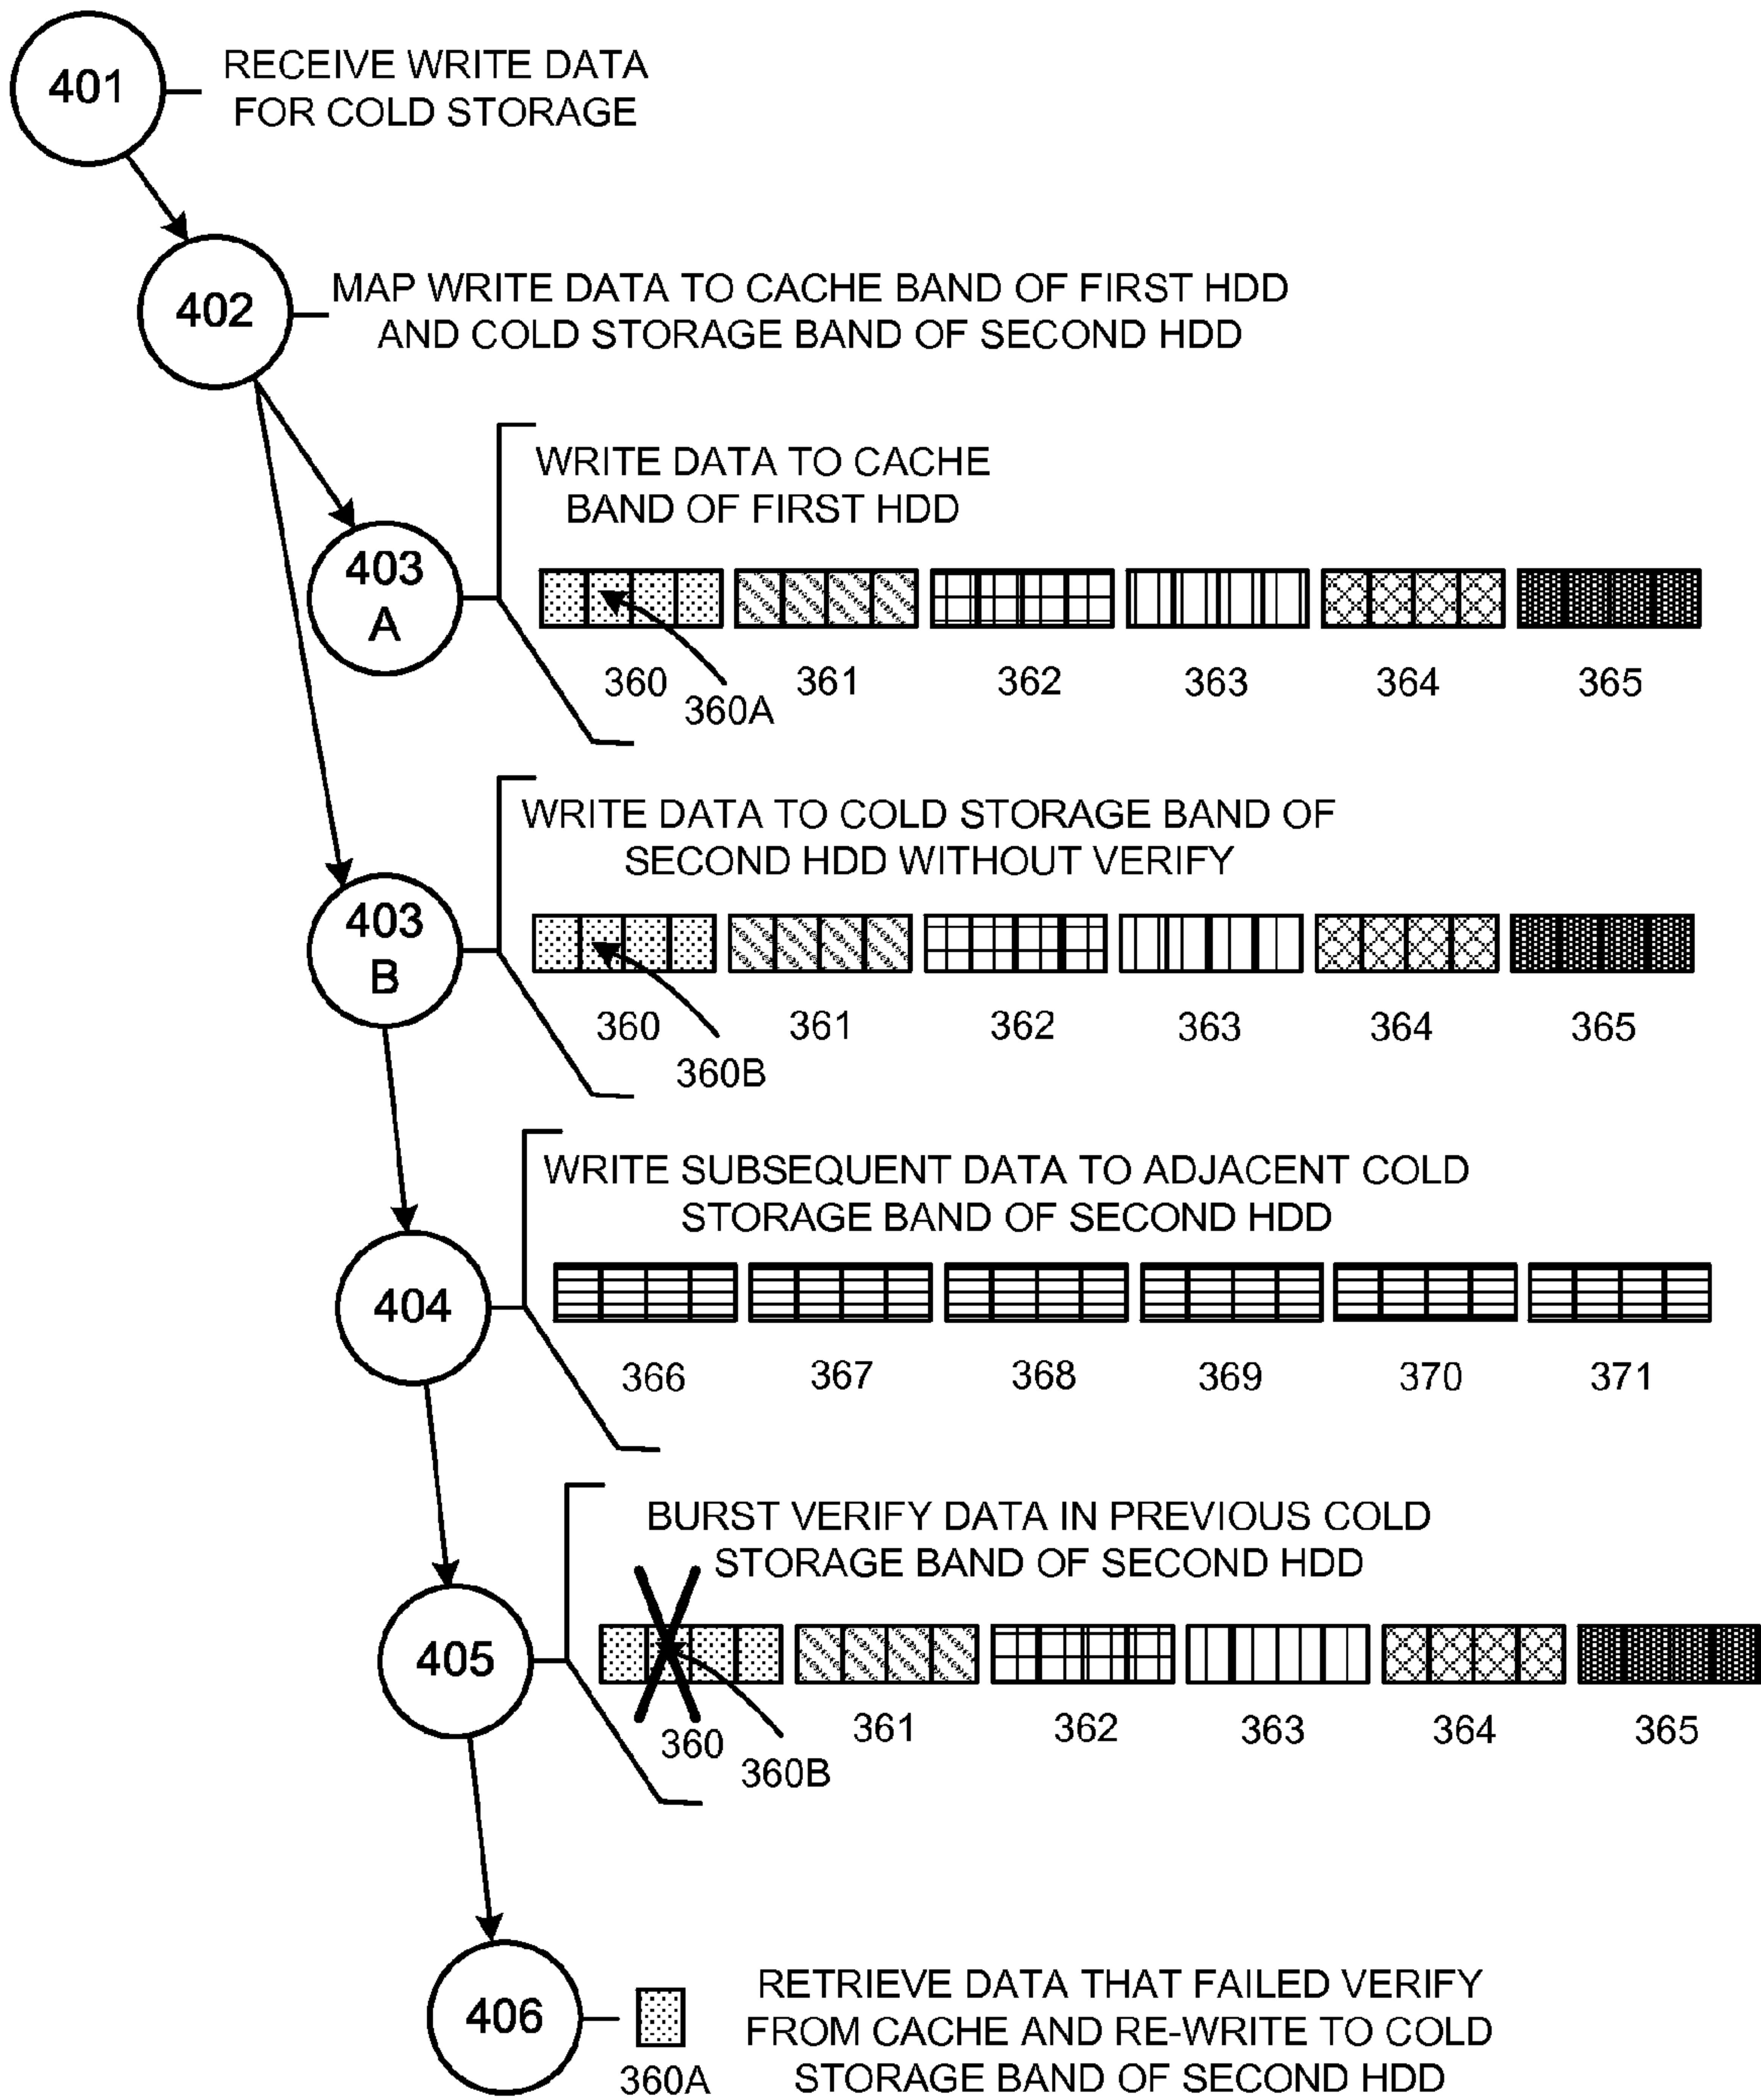 401
RECEIVE WRITE DATA
FOR COLD STORAGE
402
MAP WRITE DATA TO CACHE BAND OF FIRST HDD
AND COLD STORAGE BAND OF SECOND HDD
403
A
WRITE DATA TO CACHE
BAND OF FIRST HDD
360 361 362 363 364 365
360A
403
B
WRITE DATA TO COLD STORAGE BAND OF
SECOND HDD WITHOUT VERIFY
360 361 362 363 364 365
360B
404
WRITE SUBSEQUENT DATA TO ADJACENT COLD
STORAGE BAND OF SECOND HDD
366 367 368 369 370 371
405
BURST VERIFY DATA IN PREVIOUS COLD
STORAGE BAND OF SECOND HDD
360 361 362 363 364 365
360B
406
360A
RETRIEVE DATA THAT FAILED VERIFY
FROM CACHE AND RE-WRITE TO COLD
STORAGE BAND OF SECOND HDD